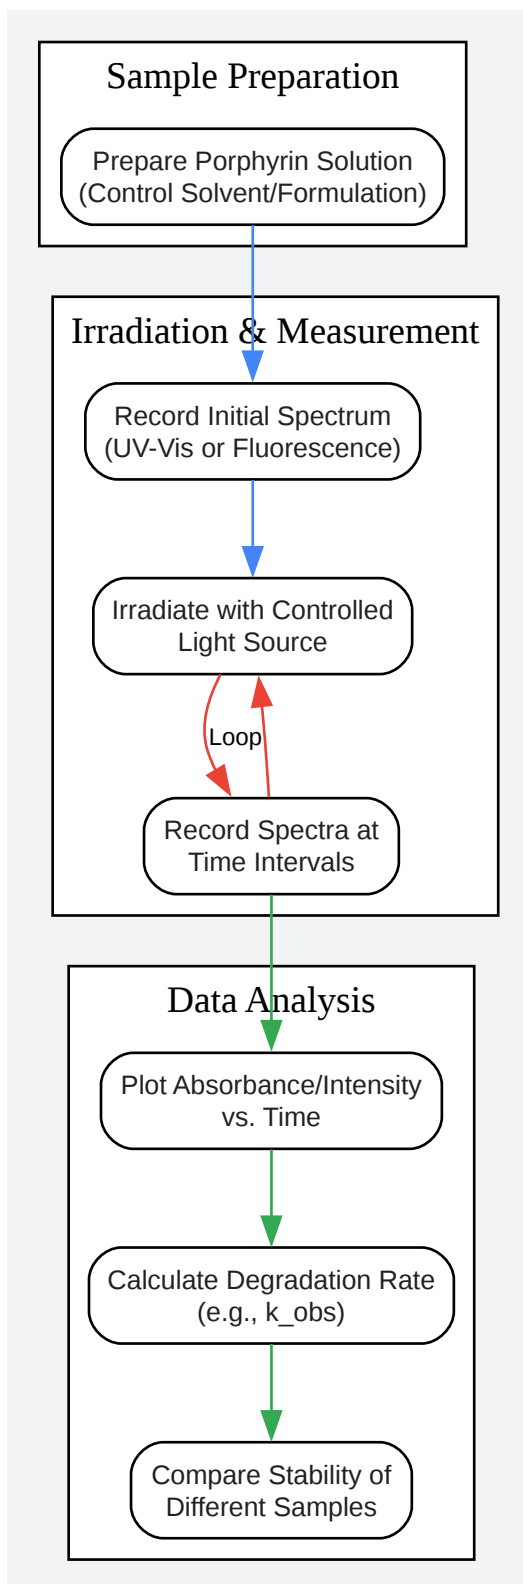 Sample Preparation
Prepare Porphyrin Solution
(Control Solvent/Formulation)
Irradiation & Measurement
Record Initial Spectrum
(UV-Vis or Fluorescence)
Irradiate with Controlled
Light Source
Loop
Record Spectra at
Time Intervals
Data Analysis
Plot Absorbance/Intensity
vs. Time
Calculate Degradation Rate
(e.g., k_obs)
Compare Stability of
Different Samples